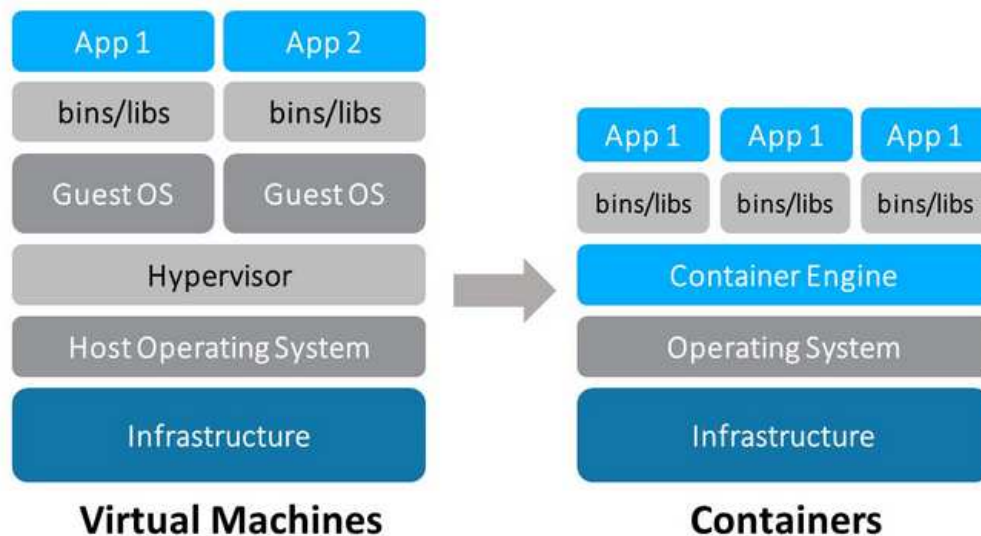 App 1
App 2
bins/libs
bins/libs
Guest OS
Guest OS
Hypervisor
Host Operating System
Infrastructure
Virtual Machines
App 1
App 1
App 1
bins/libs
bins/libs
bins/libs
Container Engine
Operating System
Infrastructure
Containers